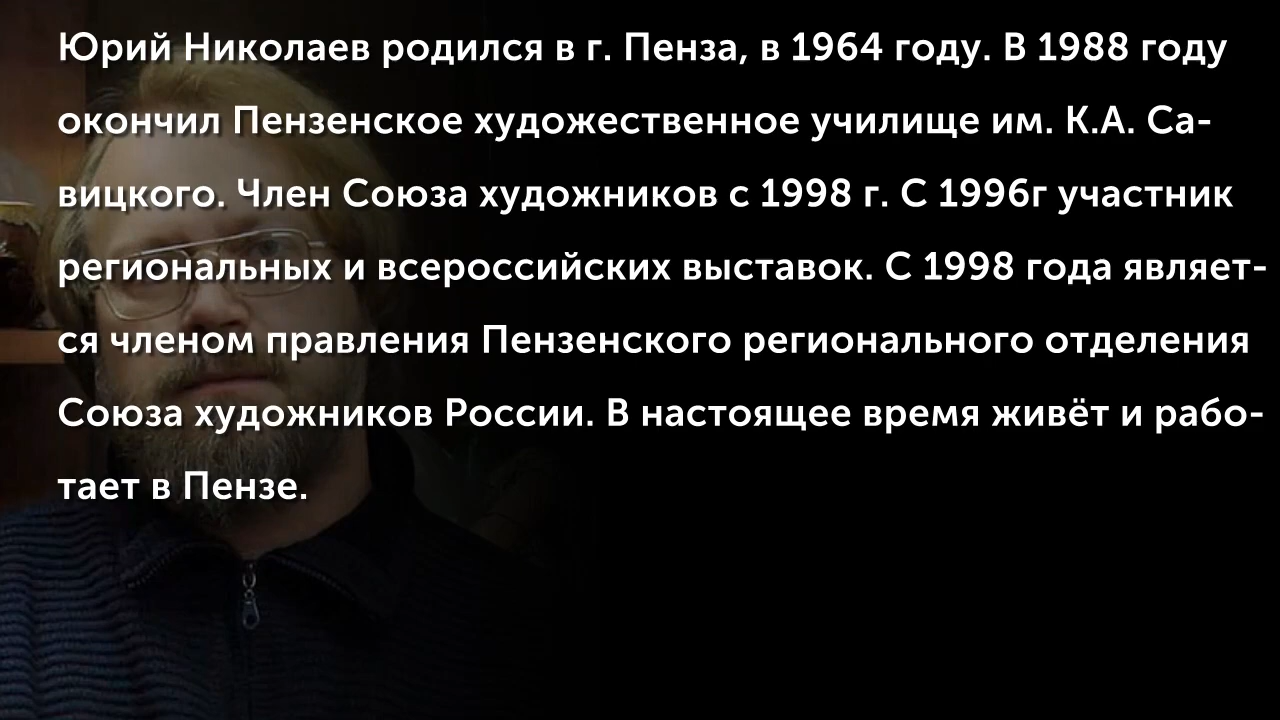 Юрий Николаев родился в г. Пенза, в 1964 году. В 1988 году
окончил Пензенское художественное училище им. К.А. Са-
вицкого. Член Союза художников с 1998 г. С 1996г участник
региональных и всероссийских выставок. С 1998 года являет-
ся членом правления Пензенского регионального отделения
Союза художников России. В настоящее время живёт и рабо-
тает в Пензе.